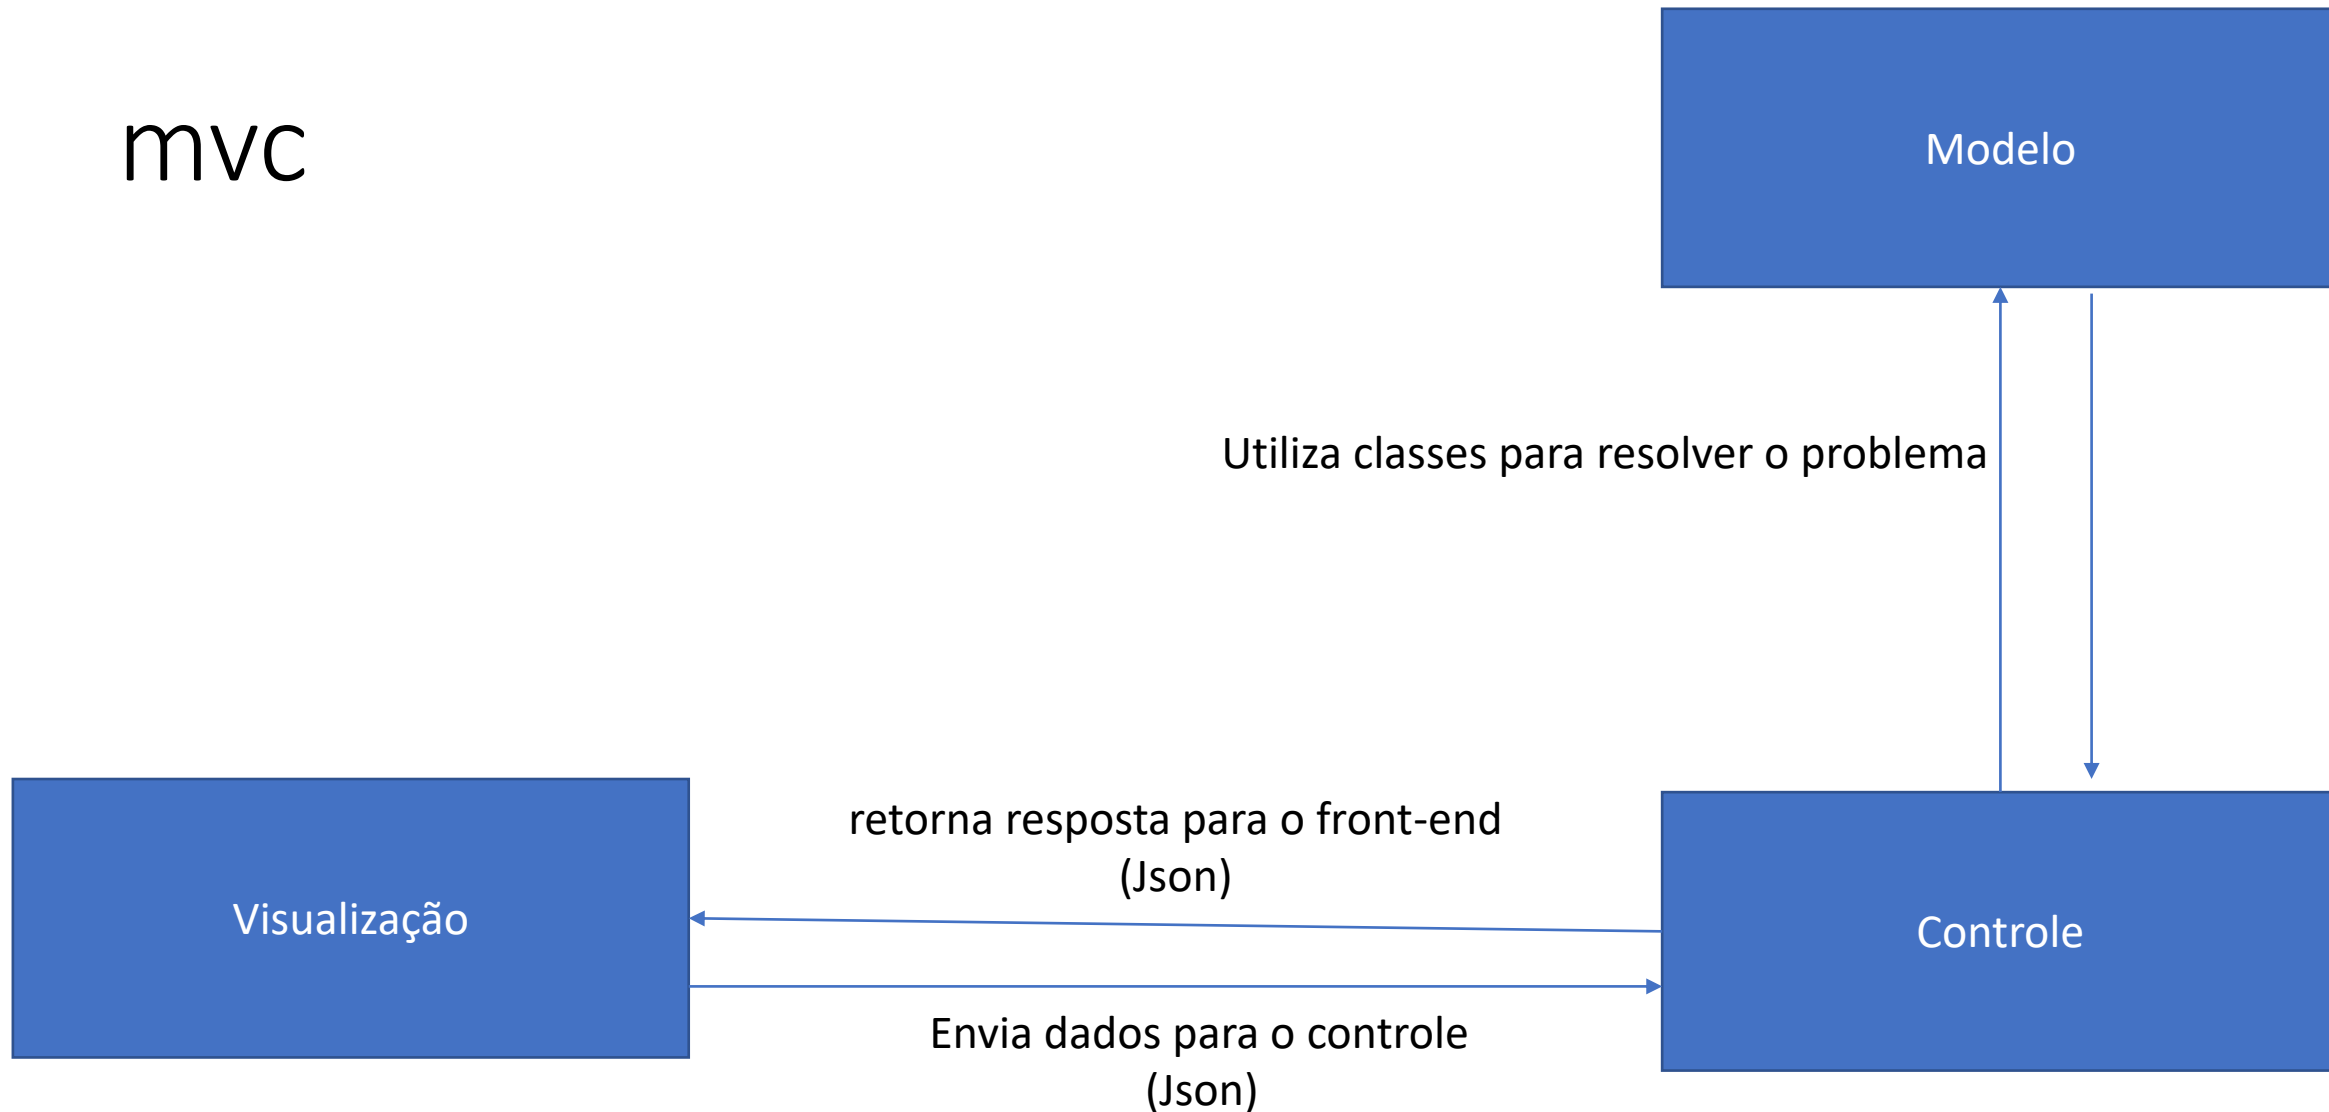 mvc
Modelo
Utiliza classes para resolver o problema
retorna resposta para o front-end
(Json)
Visualização
Controle
Envia dados para o controle
(Json)